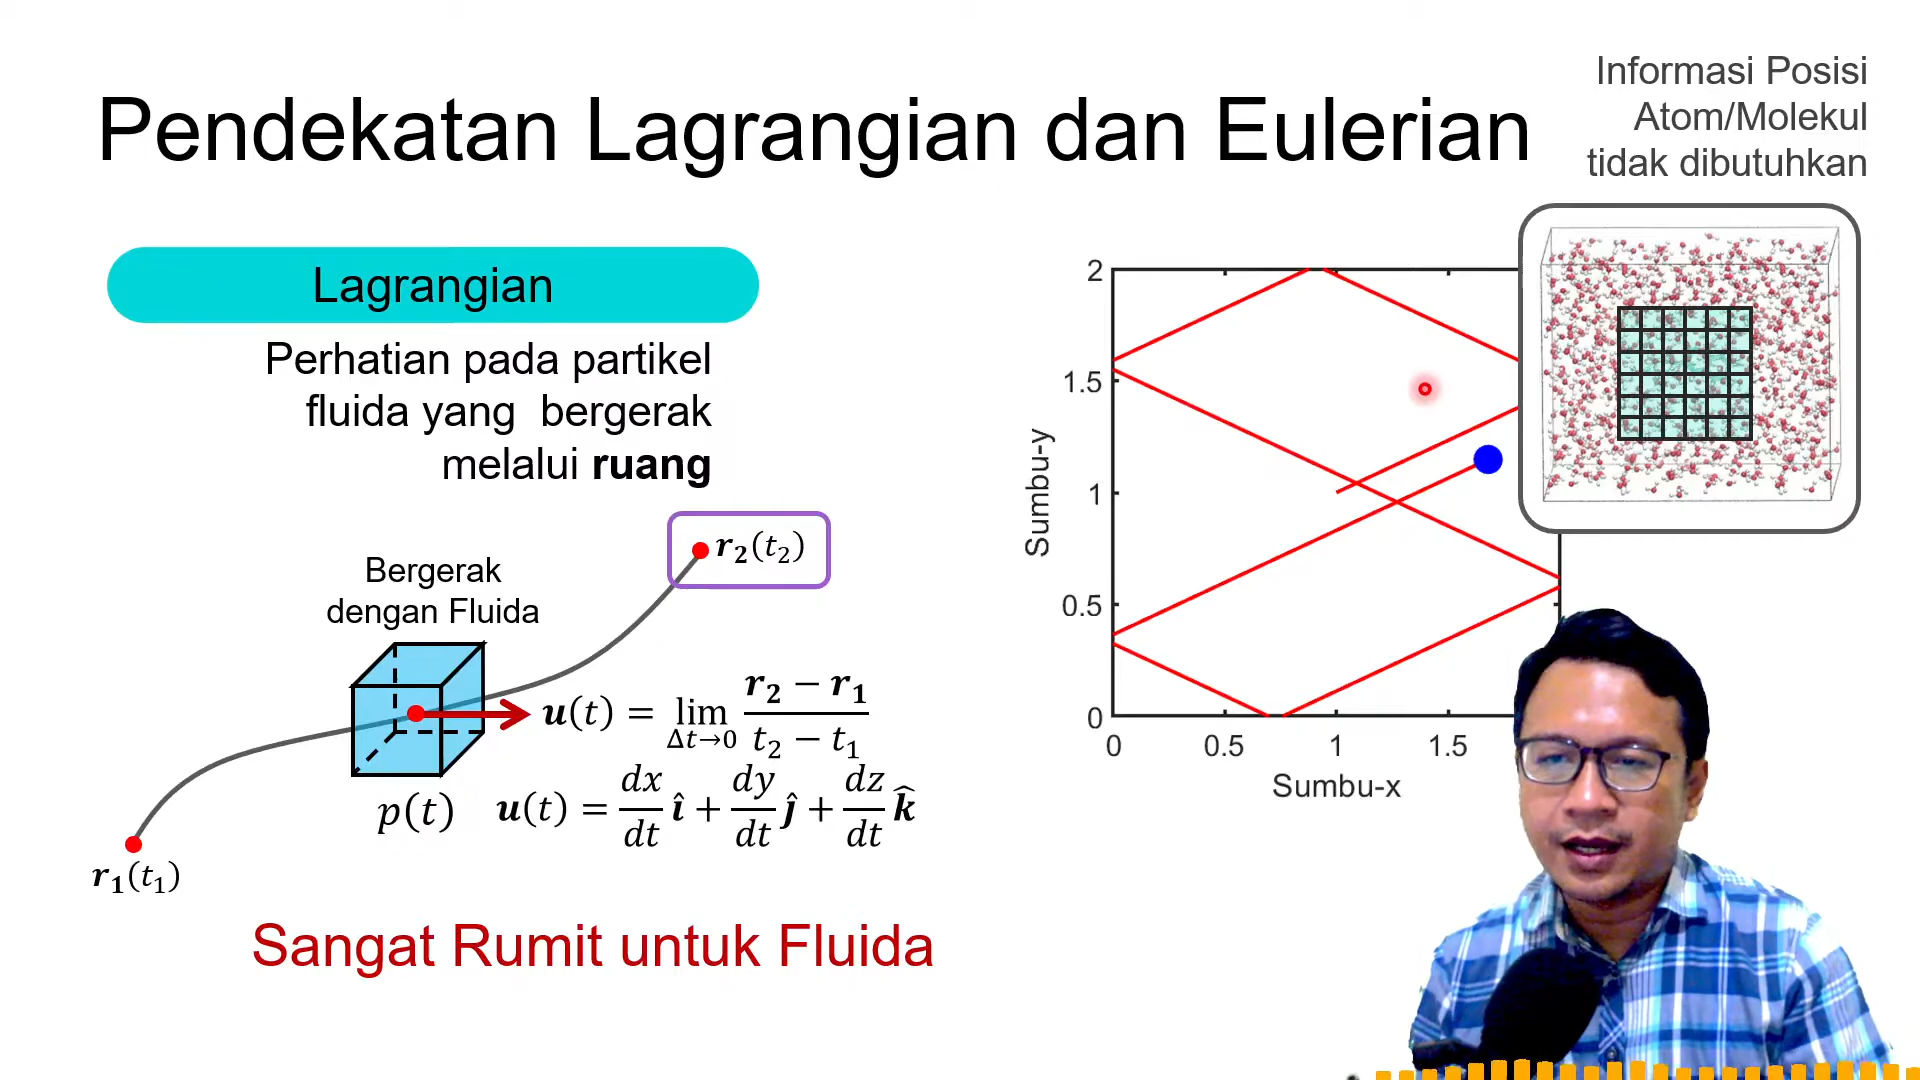 Pendekatan Lagrangian dan Eulerian
Informasi Posisi
Atom/Molekul
tidak dibutuhkan
Lagrangian
Perhatian pada partikel
fluida yang bergerak
melalui ruang
r₂(t₂)
Bergerak
dengan Fluida
u(t) = lim Δt→0 (r₂ − r₁)/(t₂ − t₁)
p(t)
u(t) = dx/dt î + dy/dt ĵ + dz/dt k̂
r₁(t₁)
Sangat Rumit untuk Fluida
2
1.5
1
0.5
0
Sumbu-y
0 0.5 1 1.5
Sumbu-x